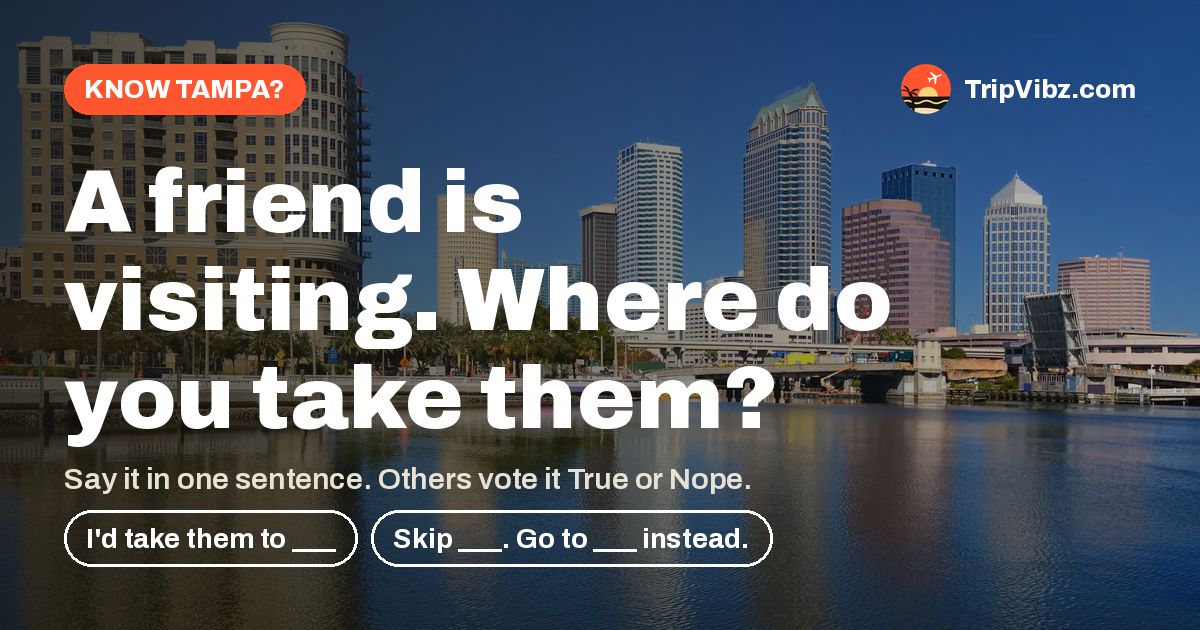 KNOW TAMPA?
TripVibz.com
A friend is
visiting. Where do
you take them?
Say it in one sentence. Others vote it True or Nope.
I'd take them to ___
Skip ___. Go to ___ instead.